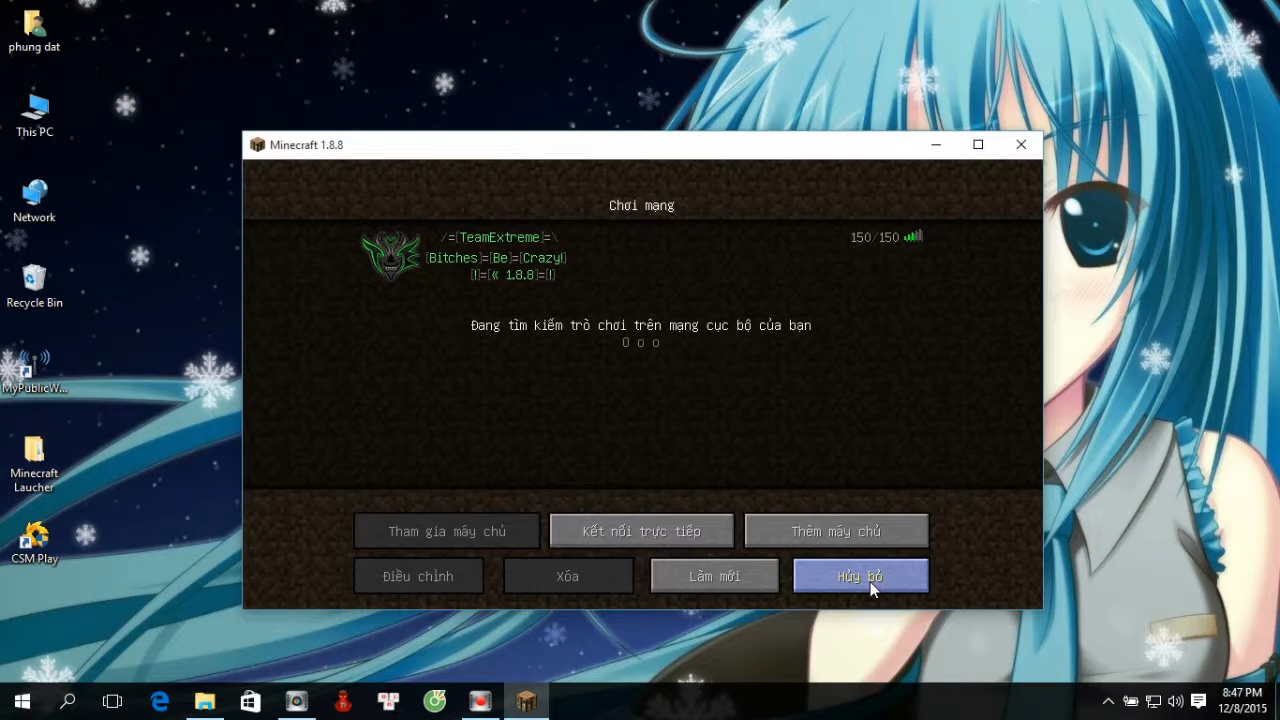 phung dat
This PC
Network
Recycle Bin
MyPublicW...
Minecraft
Laucher
CSM Play
Minecraft 1.8.8
Chơi mạng
/=[TeamExtreme]=\
150/150
[Bitches]=[Be]=[Crazy!]
[!]=[« 1.8.8]=[!]
Đang tìm kiếm trò chơi trên mạng cục bộ của bạn
O o o
Tham gia máy chủ
Kết nối trực tiếp
Thêm máy chủ
Điều chỉnh
Xóa
Làm mới
Hủy bỏ
8:47 PM
12/8/2015